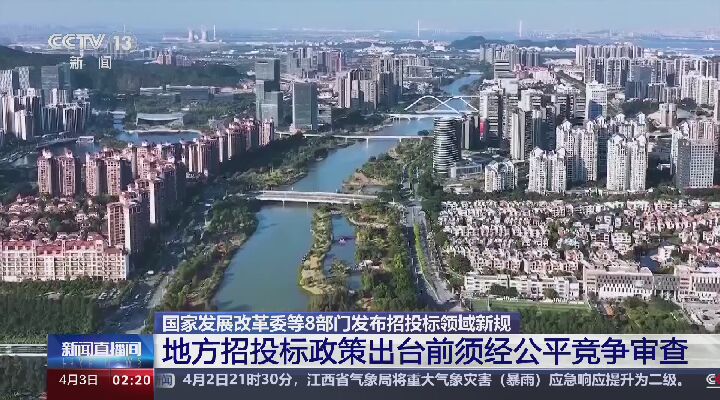 CCTV 13
新闻
国家发展改革委等8部门发布招投标领域新规
新闻直播间
地方招投标政策出台前须经公平竞争审查
4月3日 02:20 新闻 4月2日21时30分，江西省气象局将重大气象灾害（暴雨）应急响应提升为二级。